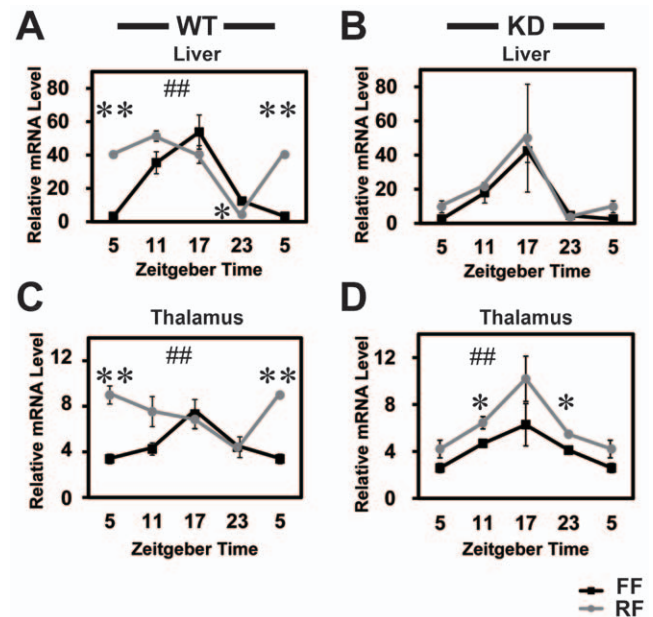 A WT B KD
Liver
Relative mRNA Level
80
60
40
20
0
**
##
*
**
5 11 17 23 5
Zeitgeber Time
Liver
Relative mRNA Level
80
60
40
20
0
5 11 17 23 5
Zeitgeber Time
C
Thalamus
Relative mRNA Level
12
8
4
0
**
##
**
5 11 17 23 5
Zeitgeber Time
D
Thalamus
Relative mRNA Level
12
8
4
0
##
* *
5 11 17 23 5
Zeitgeber Time
FF
RF